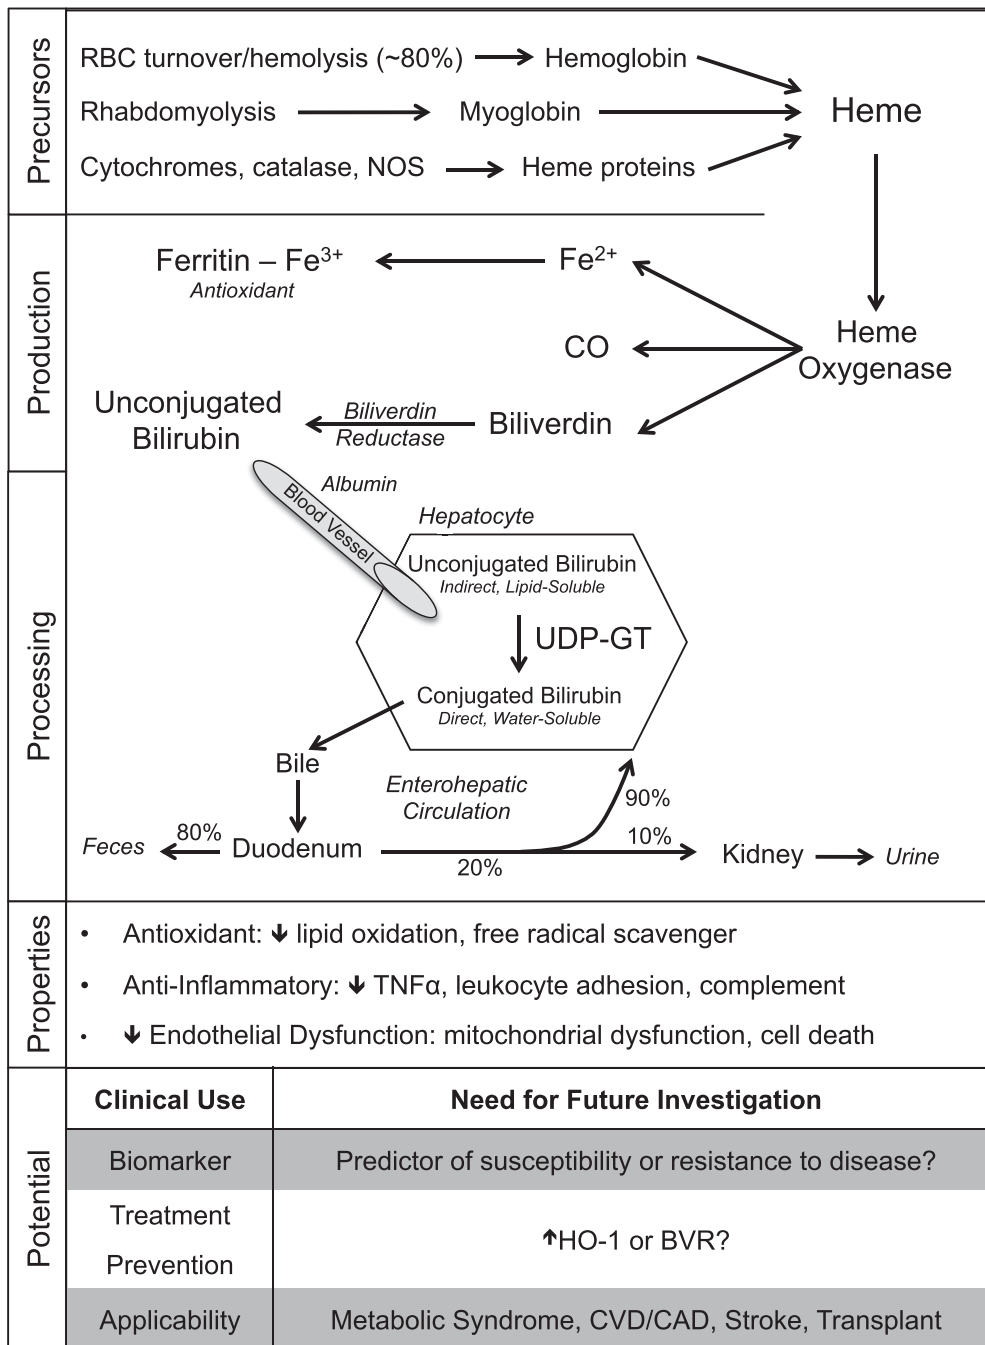 Precursors
RBC turnover/hemolysis (~80%) Hemoglobin
Rhabdomyolysis Myoglobin Heme
Cytochromes, catalase, NOS Heme proteins
Production
Ferritin – Fe³⁺ Fe²⁺
Antioxidant
CO
Heme
Oxygenase
Unconjugated
Bilirubin
Biliverdin
Reductase
Biliverdin
Processing
Albumin
Blood Vessel
Hepatocyte
Unconjugated Bilirubin
Indirect, Lipid-Soluble
UDP-GT
Conjugated Bilirubin
Direct, Water-Soluble
Bile
Enterohepatic
Circulation
90%
Feces 80% Duodenum 20% 10% Kidney Urine
Properties
• Antioxidant: 🡫 lipid oxidation, free radical scavenger
• Anti-Inflammatory: 🡫 TNFα, leukocyte adhesion, complement
• 🡫 Endothelial Dysfunction: mitochondrial dysfunction, cell death
Potential
Clinical Use Need for Future Investigation
Biomarker Predictor of susceptibility or resistance to disease?
Treatment
Prevention
🡩HO-1 or BVR?
Applicability Metabolic Syndrome, CVD/CAD, Stroke, Transplant